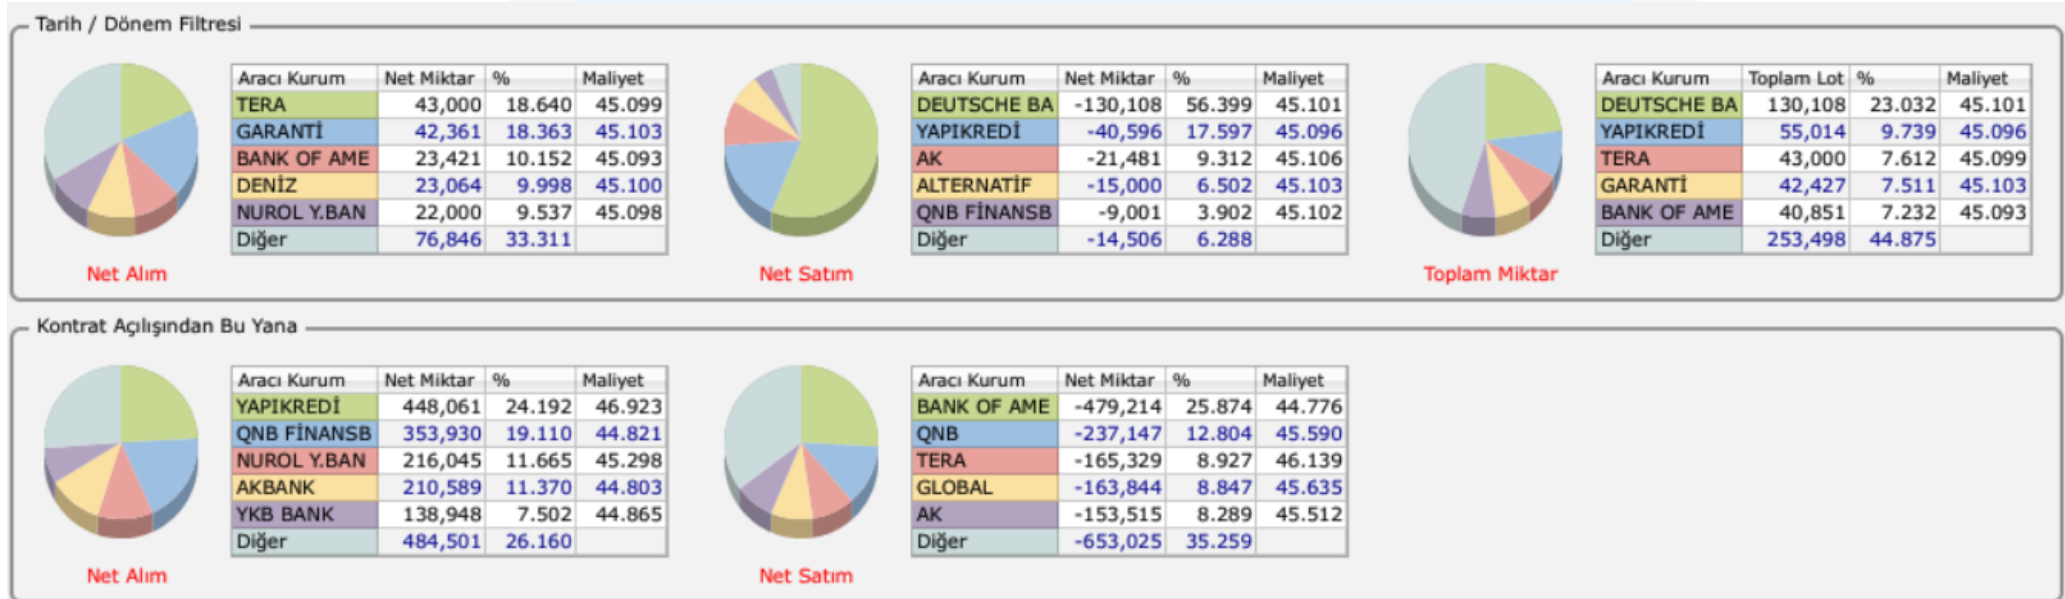 Tarih / Dönem Filtresi
Aracı Kurum Net Miktar % Maliyet
TERA 43,000 18.640 45.099
GARANTİ 42,361 18.363 45.103
BANK OF AME 23,421 10.152 45.093
DENİZ 23,064 9.998 45.100
NUROL Y.BAN 22,000 9.537 45.098
Diğer 76,846 33.311
Net Alım
Aracı Kurum Net Miktar % Maliyet
DEUTSCHE BA -130,108 56.399 45.101
YAPIKREDİ -40,596 17.597 45.096
AK -21,481 9.312 45.106
ALTERNATİF -15,000 6.502 45.103
QNB FİNANSB -9,001 3.902 45.102
Diğer -14,506 6.288
Net Satım
Aracı Kurum Toplam Lot % Maliyet
DEUTSCHE BA 130,108 23.032 45.101
YAPIKREDİ 55,014 9.739 45.096
TERA 43,000 7.612 45.099
GARANTİ 42,427 7.511 45.103
BANK OF AME 40,851 7.232 45.093
Diğer 253,498 44.875
Toplam Miktar
Kontrat Açılışından Bu Yana
Aracı Kurum Net Miktar % Maliyet
YAPIKREDİ 448,061 24.192 46.923
QNB FİNANSB 353,930 19.110 44.821
NUROL Y.BAN 216,045 11.665 45.298
AKBANK 210,589 11.370 44.803
YKB BANK 138,948 7.502 44.865
Diğer 484,501 26.160
Net Alım
Aracı Kurum Net Miktar % Maliyet
BANK OF AME -479,214 25.874 44.776
QNB -237,147 12.804 45.590
TERA -165,329 8.927 46.139
GLOBAL -163,844 8.847 45.635
AK -153,515 8.289 45.512
Diğer -653,025 35.259
Net Satım